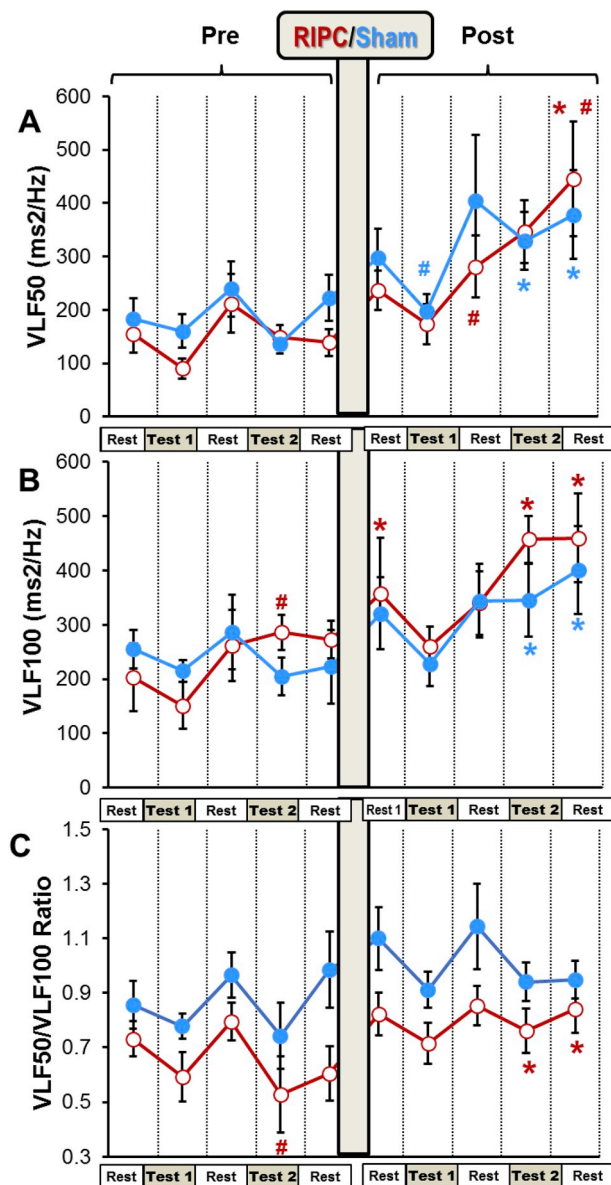 Pre RIPC/Sham Post
A
VLF50 (ms2/Hz)
600
500
400
300
200
100
0
* #
#
* *
#
Rest Test 1 Rest Test 2 Rest Rest Test 1 Rest Test 2 Rest
B
VLF100 (ms2/Hz)
600
500
400
300
200
100
0
#
* * *
* *
Rest Test 1 Rest Test 2 Rest Rest 1 Test 1 Rest Test 2 Rest
C
VLF50/VLF100 Ratio
1.5
1.3
1.1
0.9
0.7
0.5
0.3
#
* *
Rest Test 1 Rest Test 2 Rest Rest Test 1 Rest Test 2 Rest